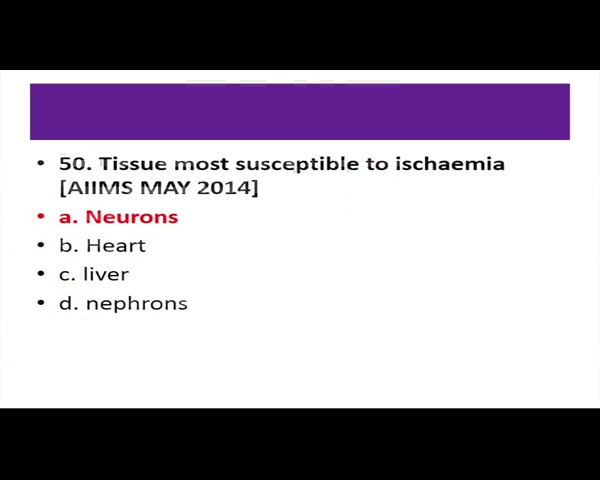 • 50. Tissue most susceptible to ischaemia
[AIIMS MAY 2014]
• a. Neurons
• b. Heart
• c. liver
• d. nephrons